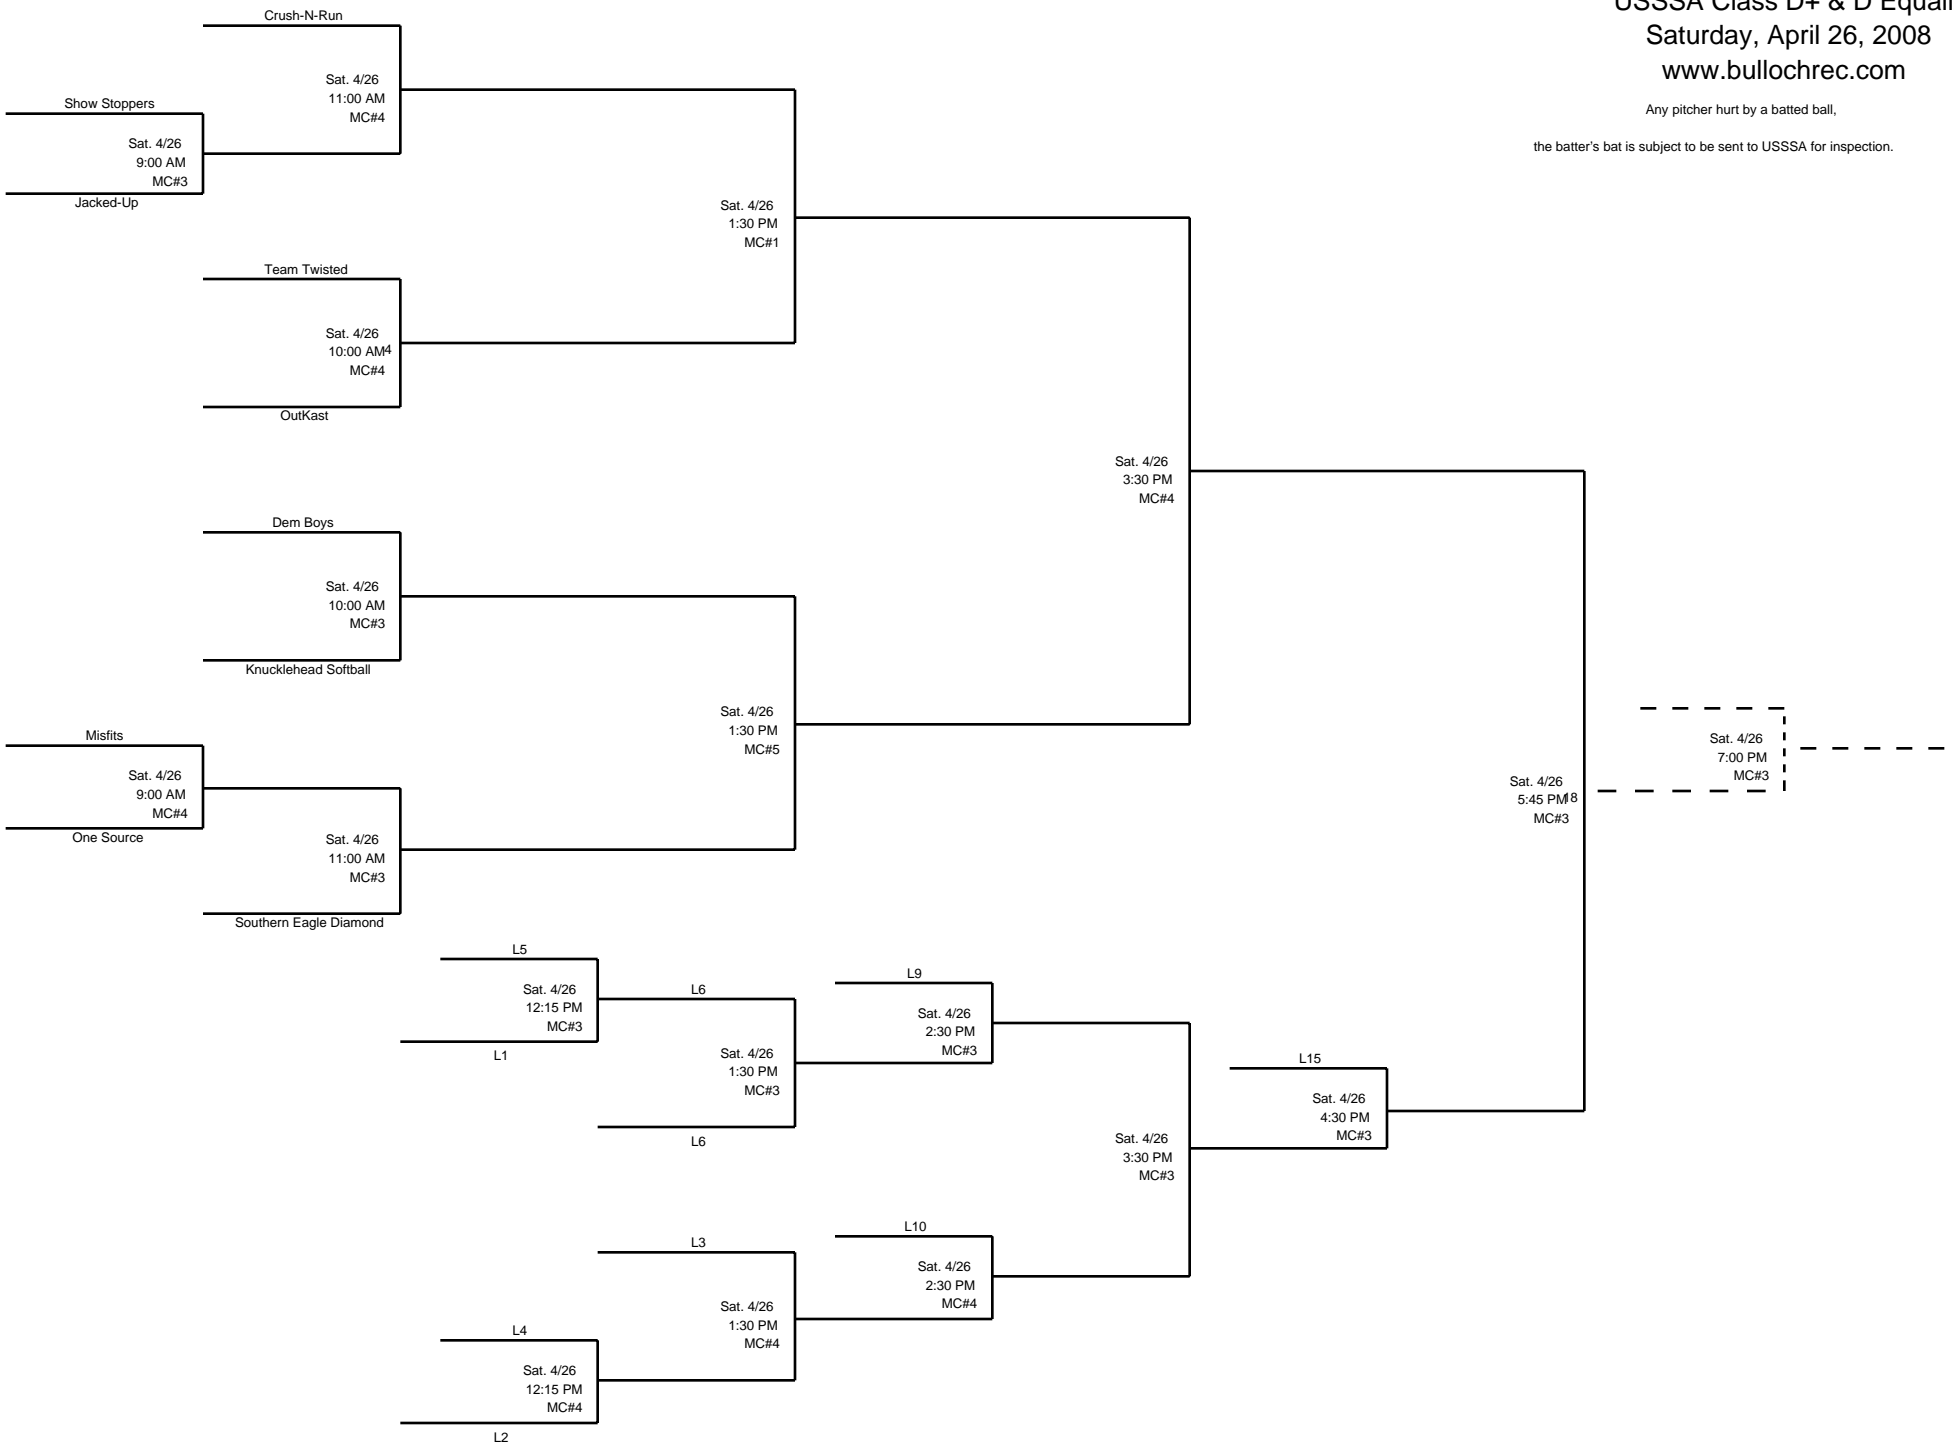 USSSA Class D+ & D Equali
Saturday, April 26, 2008
www.bullochrec.com
Any pitcher hurt by a batted ball,
the batter's bat is subject to be sent to USSSA for inspection.
Crush-N-Run
Sat. 4/26
11:00 AM
MC#4
Show Stoppers
Sat. 4/26
9:00 AM
MC#3
Jacked-Up
Sat. 4/26
1:30 PM
MC#1
Team Twisted
Sat. 4/26
10:00 AM4
MC#4
OutKast
Sat. 4/26
3:30 PM
MC#4
Dem Boys
Sat. 4/26
10:00 AM
MC#3
Knucklehead Softball
Sat. 4/26
1:30 PM
MC#5
Misfits
Sat. 4/26
9:00 AM
MC#4
One Source
Sat. 4/26
11:00 AM
MC#3
Southern Eagle Diamond
Sat. 4/26
5:45 PM18
MC#3
Sat. 4/26
7:00 PM
MC#3
L5
Sat. 4/26
12:15 PM
MC#3
L1
L6
Sat. 4/26
1:30 PM
MC#3
L6
L9
Sat. 4/26
2:30 PM
MC#3
L15
Sat. 4/26
4:30 PM
MC#3
Sat. 4/26
3:30 PM
MC#3
L10
Sat. 4/26
2:30 PM
MC#4
L3
Sat. 4/26
1:30 PM
MC#4
L4
Sat. 4/26
12:15 PM
MC#4
L2